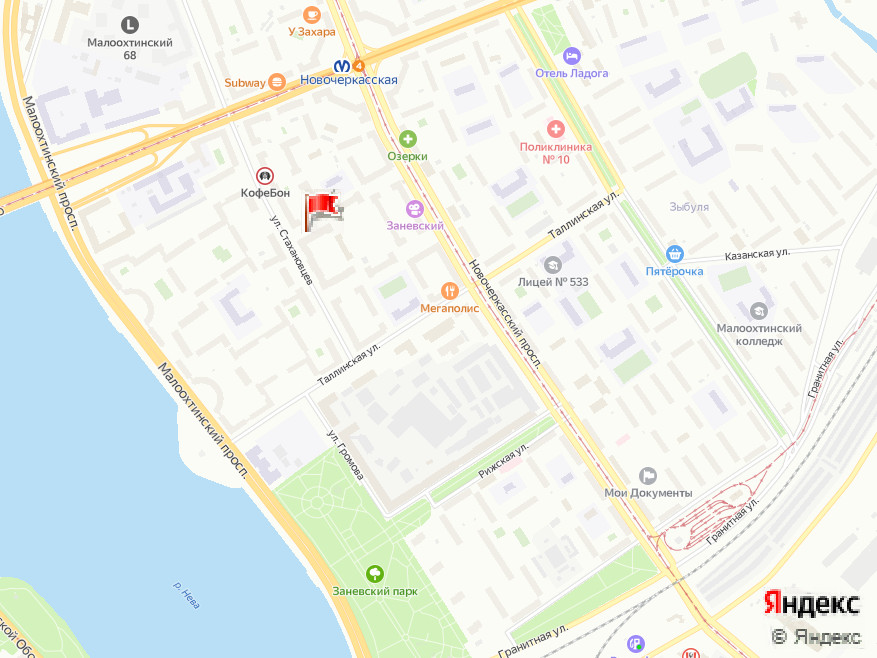 Малоохтинский
68
У Захара
4
Новочеркасская
Subway
Отель Ладога
Малоохтинский просп.
Озерки
Поликлиника
№ 10
КофеБон
Таллинская ул.
Зыбуля
ул. Стахановцев
Заневский
Казанская ул.
Пятёрочка
Новочеркасский просп.
Лицей № 533
Мегаполис
Малоохтинский
колледж
Таллинская ул.
Гранитная ул.
Малоохтинский просп.
ул. Громова
Рижская ул.
Мои Документы
Гранитная ул.
Заневский парк
р. Нева
Яндекс
© Яндекс
Гранитная ул.